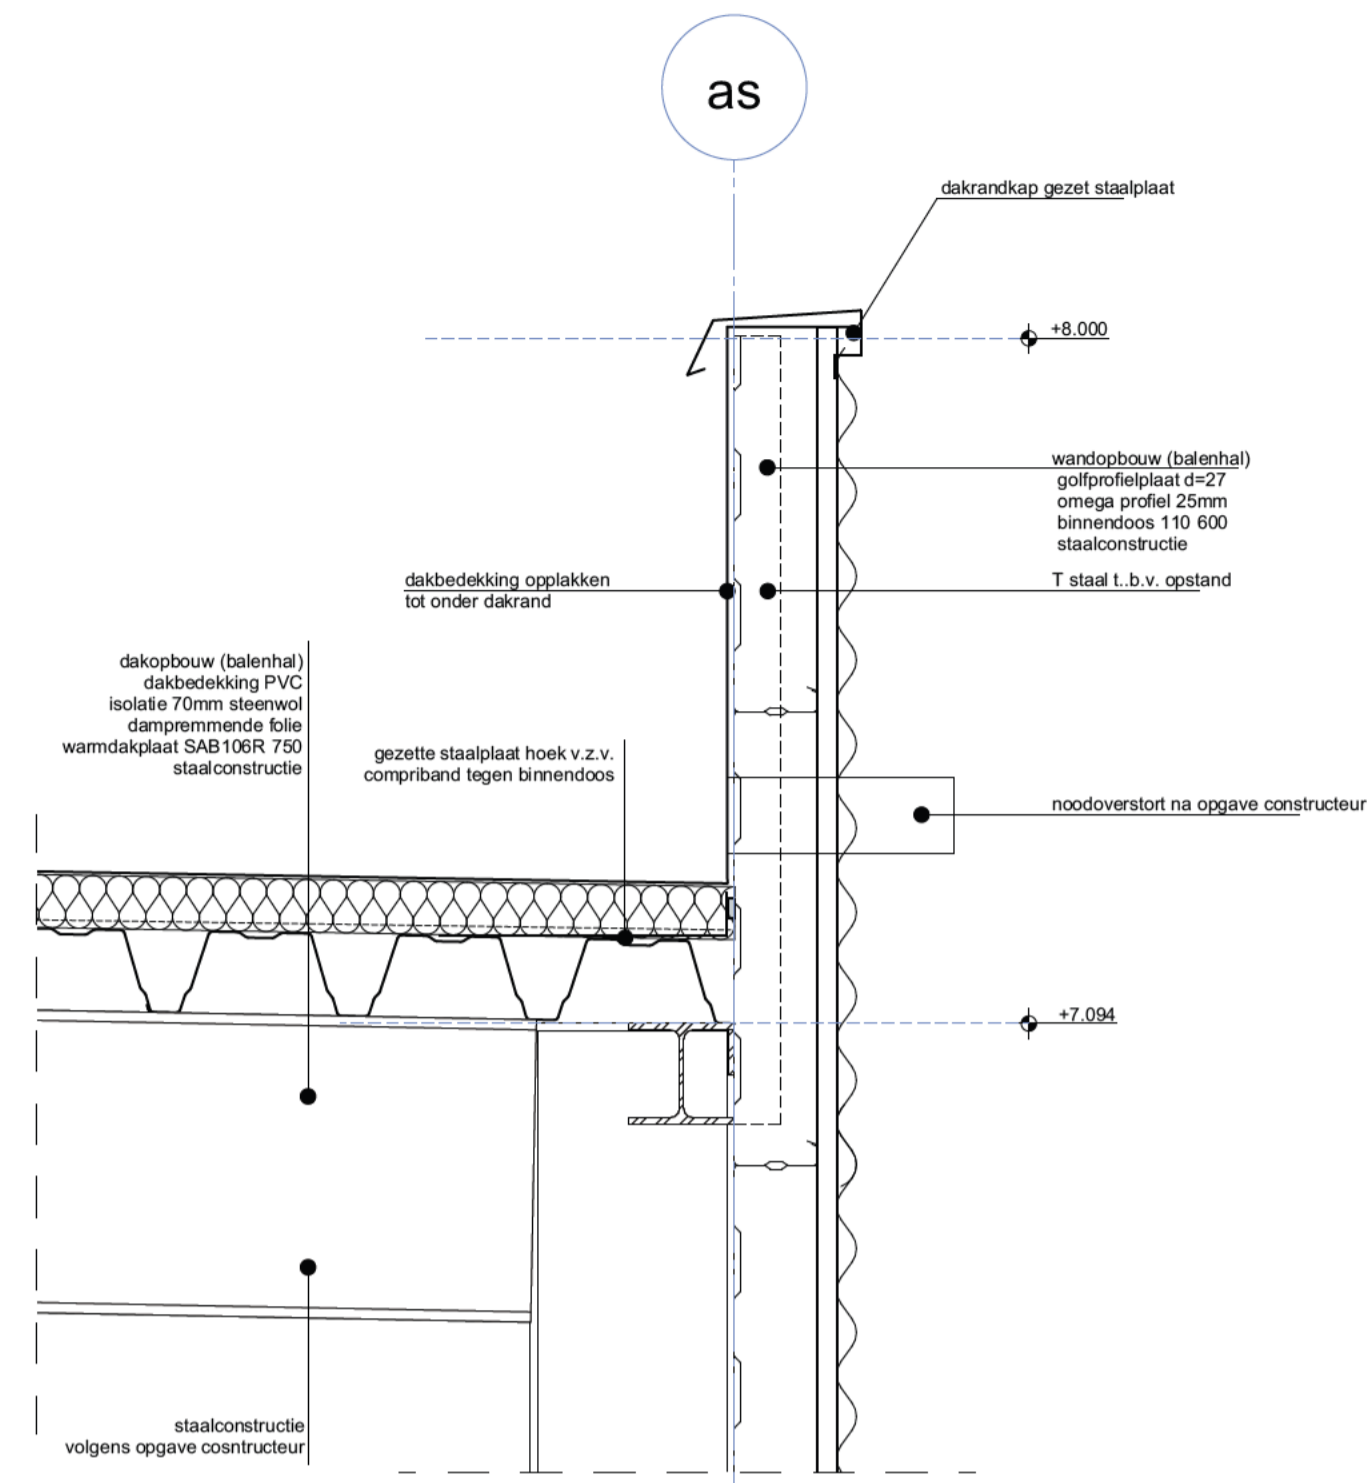 as
dakrandkap gezet staalplaat
+8.000
wandopbouw (balenhal)
golfprofielplaat d=27
omega profiel 25mm
binnendoos 110 600
staalconstructie
T staal t..b.v. opstand
dakbedekking opplakken
tot onder dakrand
dakopbouw (balenhal)
dakbedekking PVC
isolatie 70mm steenwol
dampremmende folie
warmdakplaat SAB106R 750
staalconstructie
gezette staalplaat hoek v.z.v.
compriband tegen binnendoos
noodoverstort na opgave constructeur
+7.094
staalconstructie
volgens opgave cosntructeur